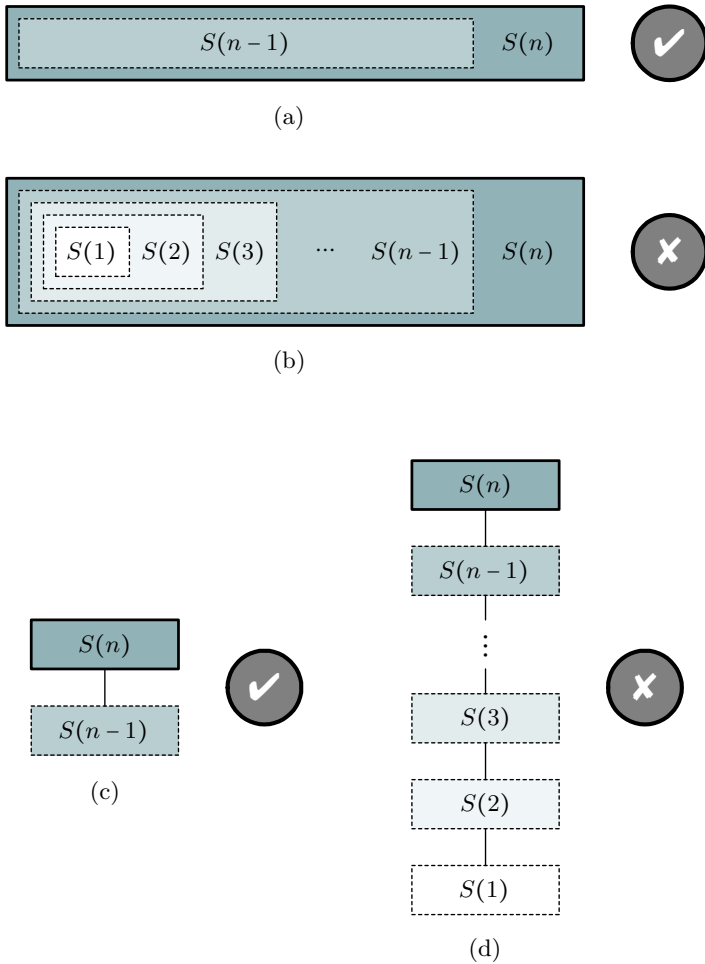 S(n − 1) S(n) ✔
(a)
S(1) S(2) S(3) ··· S(n − 1) S(n) ✘
(b)
S(n)
S(n − 1)
⋮
S(3)
S(2)
S(1)
(d)
S(n)
S(n − 1)
✔
(c)
✘